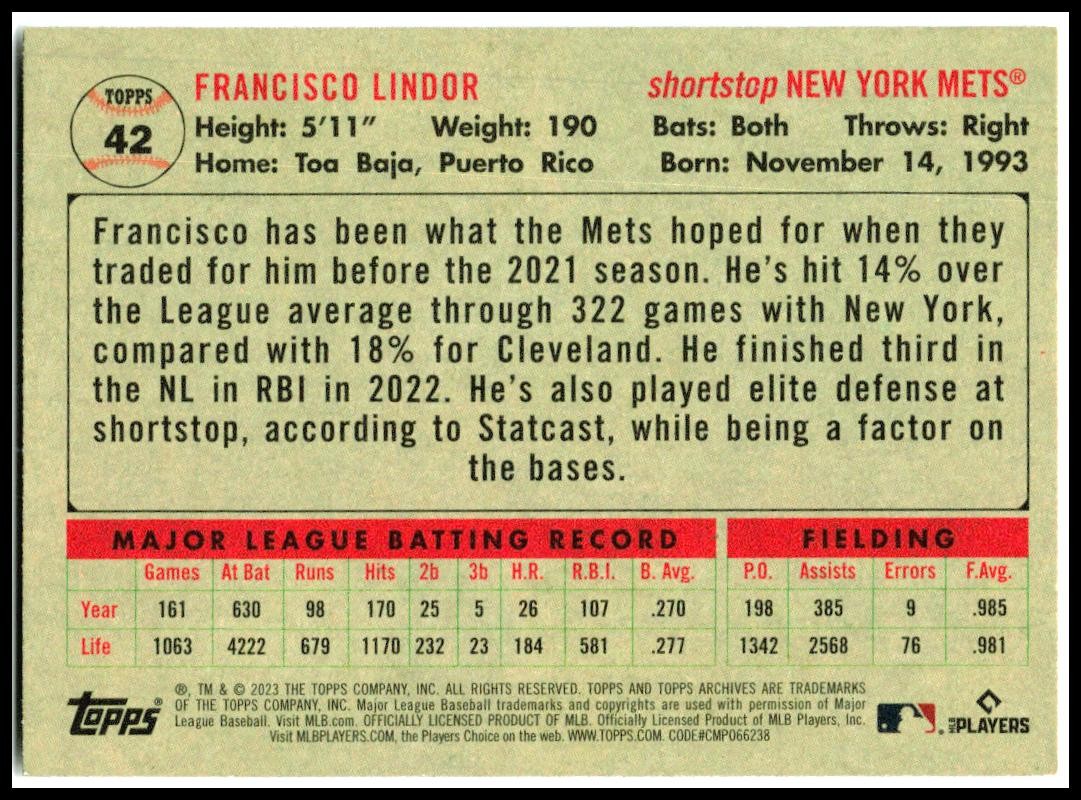 TOPPS
42
FRANCISCO LINDOR
shortstop NEW YORK METS®
Height: 5'11" Weight: 190 Bats: Both Throws: Right
Home: Toa Baja, Puerto Rico Born: November 14, 1993
Francisco has been what the Mets hoped for when they
traded for him before the 2021 season. He's hit 14% over
the League average through 322 games with New York,
compared with 18% for Cleveland. He finished third in
the NL in RBI in 2022. He's also played elite defense at
shortstop, according to Statcast, while being a factor on
the bases.
MAJOR LEAGUE BATTING RECORD FIELDING
Games At Bat Runs Hits 2b 3b H.R. R.B.I. B. Avg. P.O. Assists Errors F.Avg.
Year 161 630 98 170 25 5 26 107 .270 198 385 9 .985
Life 1063 4222 679 1170 232 23 184 581 .277 1342 2568 76 .981
Topps®
®, TM & © 2023 THE TOPPS COMPANY, INC. ALL RIGHTS RESERVED. TOPPS AND TOPPS ARCHIVES ARE TRADEMARKS
OF THE TOPPS COMPANY, INC. Major League Baseball trademarks and copyrights are used with permission of Major
League Baseball. Visit MLB.com. OFFICIALLY LICENSED PRODUCT OF MLB. Officially Licensed Product of MLB Players, Inc.
Visit MLBPLAYERS.COM, the Players Choice on the web. WWW.TOPPS.COM. CODE#CMP066238
MLB PLAYERS